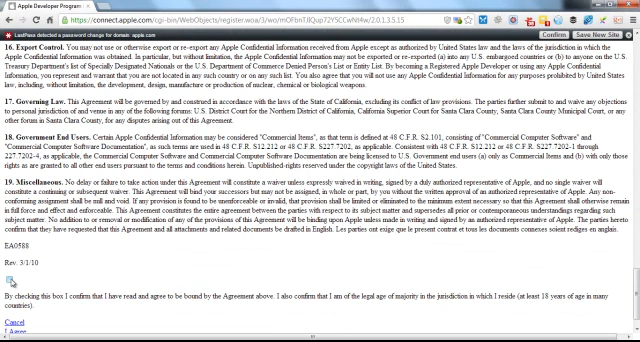 Apple Developer Program
https://connect.apple.com/cgi-bin/WebObjects/register.woa/3/wo/mOFbnTJlQup72Y5CCwNt4w/2.0.1.3.5.15
LastPass detected a password change for domain: apple.com
Confirm
Save New Site
16. Export Control. You may not use or otherwise export or re-export any Apple Confidential Information received from Apple except as authorized by United States law and the laws of the jurisdiction in which the
Apple Confidential Information was obtained. In particular, but without limitation, the Apple Confidential Information may not be exported or re-exported (a) into any U.S. embargoed countries or (b) to anyone on the U.S.
Treasury Department's list of Specially Designated Nationals or the U.S. Department of Commerce Denied Person's List or Entity List. By becoming a Registered Apple Developer or using any Apple Confidential
Information, you represent and warrant that you are not located in any such country or on any such list. You also agree that you will not use any Apple Confidential Information for any purposes prohibited by United States
law, including, without limitation, the development, design, manufacture or production of nuclear, chemical or biological weapons.
17. Governing Law. This Agreement will be governed by and construed in accordance with the laws of the State of California, excluding its conflict of law provisions. The parties further submit to and waive any objections
to personal jurisdiction of and venue in any of the following forums: U.S. District Court for the Northern District of California, California Superior Court for Santa Clara County, Santa Clara County Municipal Court, or any
other forum in Santa Clara County, for any disputes arising out of this Agreement.
18. Government End Users. Certain Apple Confidential Information may be considered "Commercial Items", as that term is defined at 48 C.F.R. S2.101, consisting of "Commercial Computer Software" and
"Commercial Computer Software Documentation", as such terms are used in 48 C.F.R. S12.212 or 48 C.F.R. S227.7202, as applicable. Consistent with 48 C.F.R. S12.212 or 48 C.F.R. S227.7202-1 through
227.7202-4, as applicable, the Commercial Computer Software and Commercial Computer Software Documentation are being licensed to U.S. Government end users (a) only as Commercial Items and (b) with only those
rights as are granted to all other end users pursuant to the terms and conditions herein. Unpublished-rights reserved under the copyright laws of the United States.
19. Miscellaneous. No delay or failure to take action under this Agreement will constitute a waiver unless expressly waived in writing, signed by a duly authorized representative of Apple, and no single waiver will
constitute a continuing or subsequent waiver. This Agreement will bind your successors but may not be assigned, in whole or part, by you without the written approval of an authorized representative of Apple. Any non-
conforming assignment shall be null and void. If any provision is found to be unenforceable or invalid, that provision shall be limited or eliminated to the minimum extent necessary so that this Agreement shall otherwise remain
in full force and effect and enforceable. This Agreement constitutes the entire agreement between the parties with respect to its subject matter and supersedes all prior or contemporaneous understandings regarding such
subject matter. No addition to or removal or modification of any of the provisions of this Agreement will be binding upon Apple unless made in writing and signed by an authorized representative of Apple. The parties hereto
confirm that they have requested that this Agreement and all attachments and related documents be drafted in English. Les parties ont exigé que le présent contrat et tous les documents connexes soient rédigés en anglais.
EA0588
Rev. 3/1/10
By checking this box I confirm that I have read and agree to be bound by the Agreement above. I also confirm that I am of the legal age of majority in the jurisdiction in which I reside (at least 18 years of age in many
countries).
Cancel
I Agree